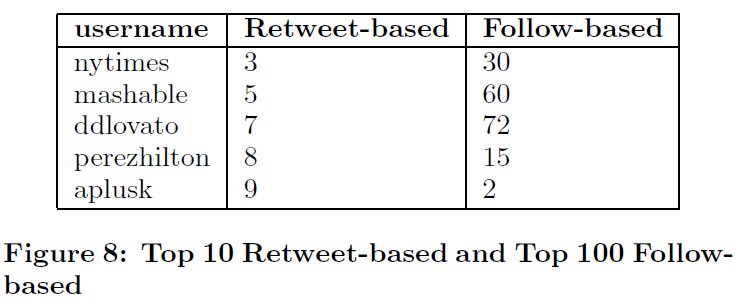 username Retweet-based Follow-based
nytimes 3 30
mashable 5 60
ddlovato 7 72
perezhilton 8 15
aplusk 9 2
Figure 8: Top 10 Retweet-based and Top 100 Follow-
based